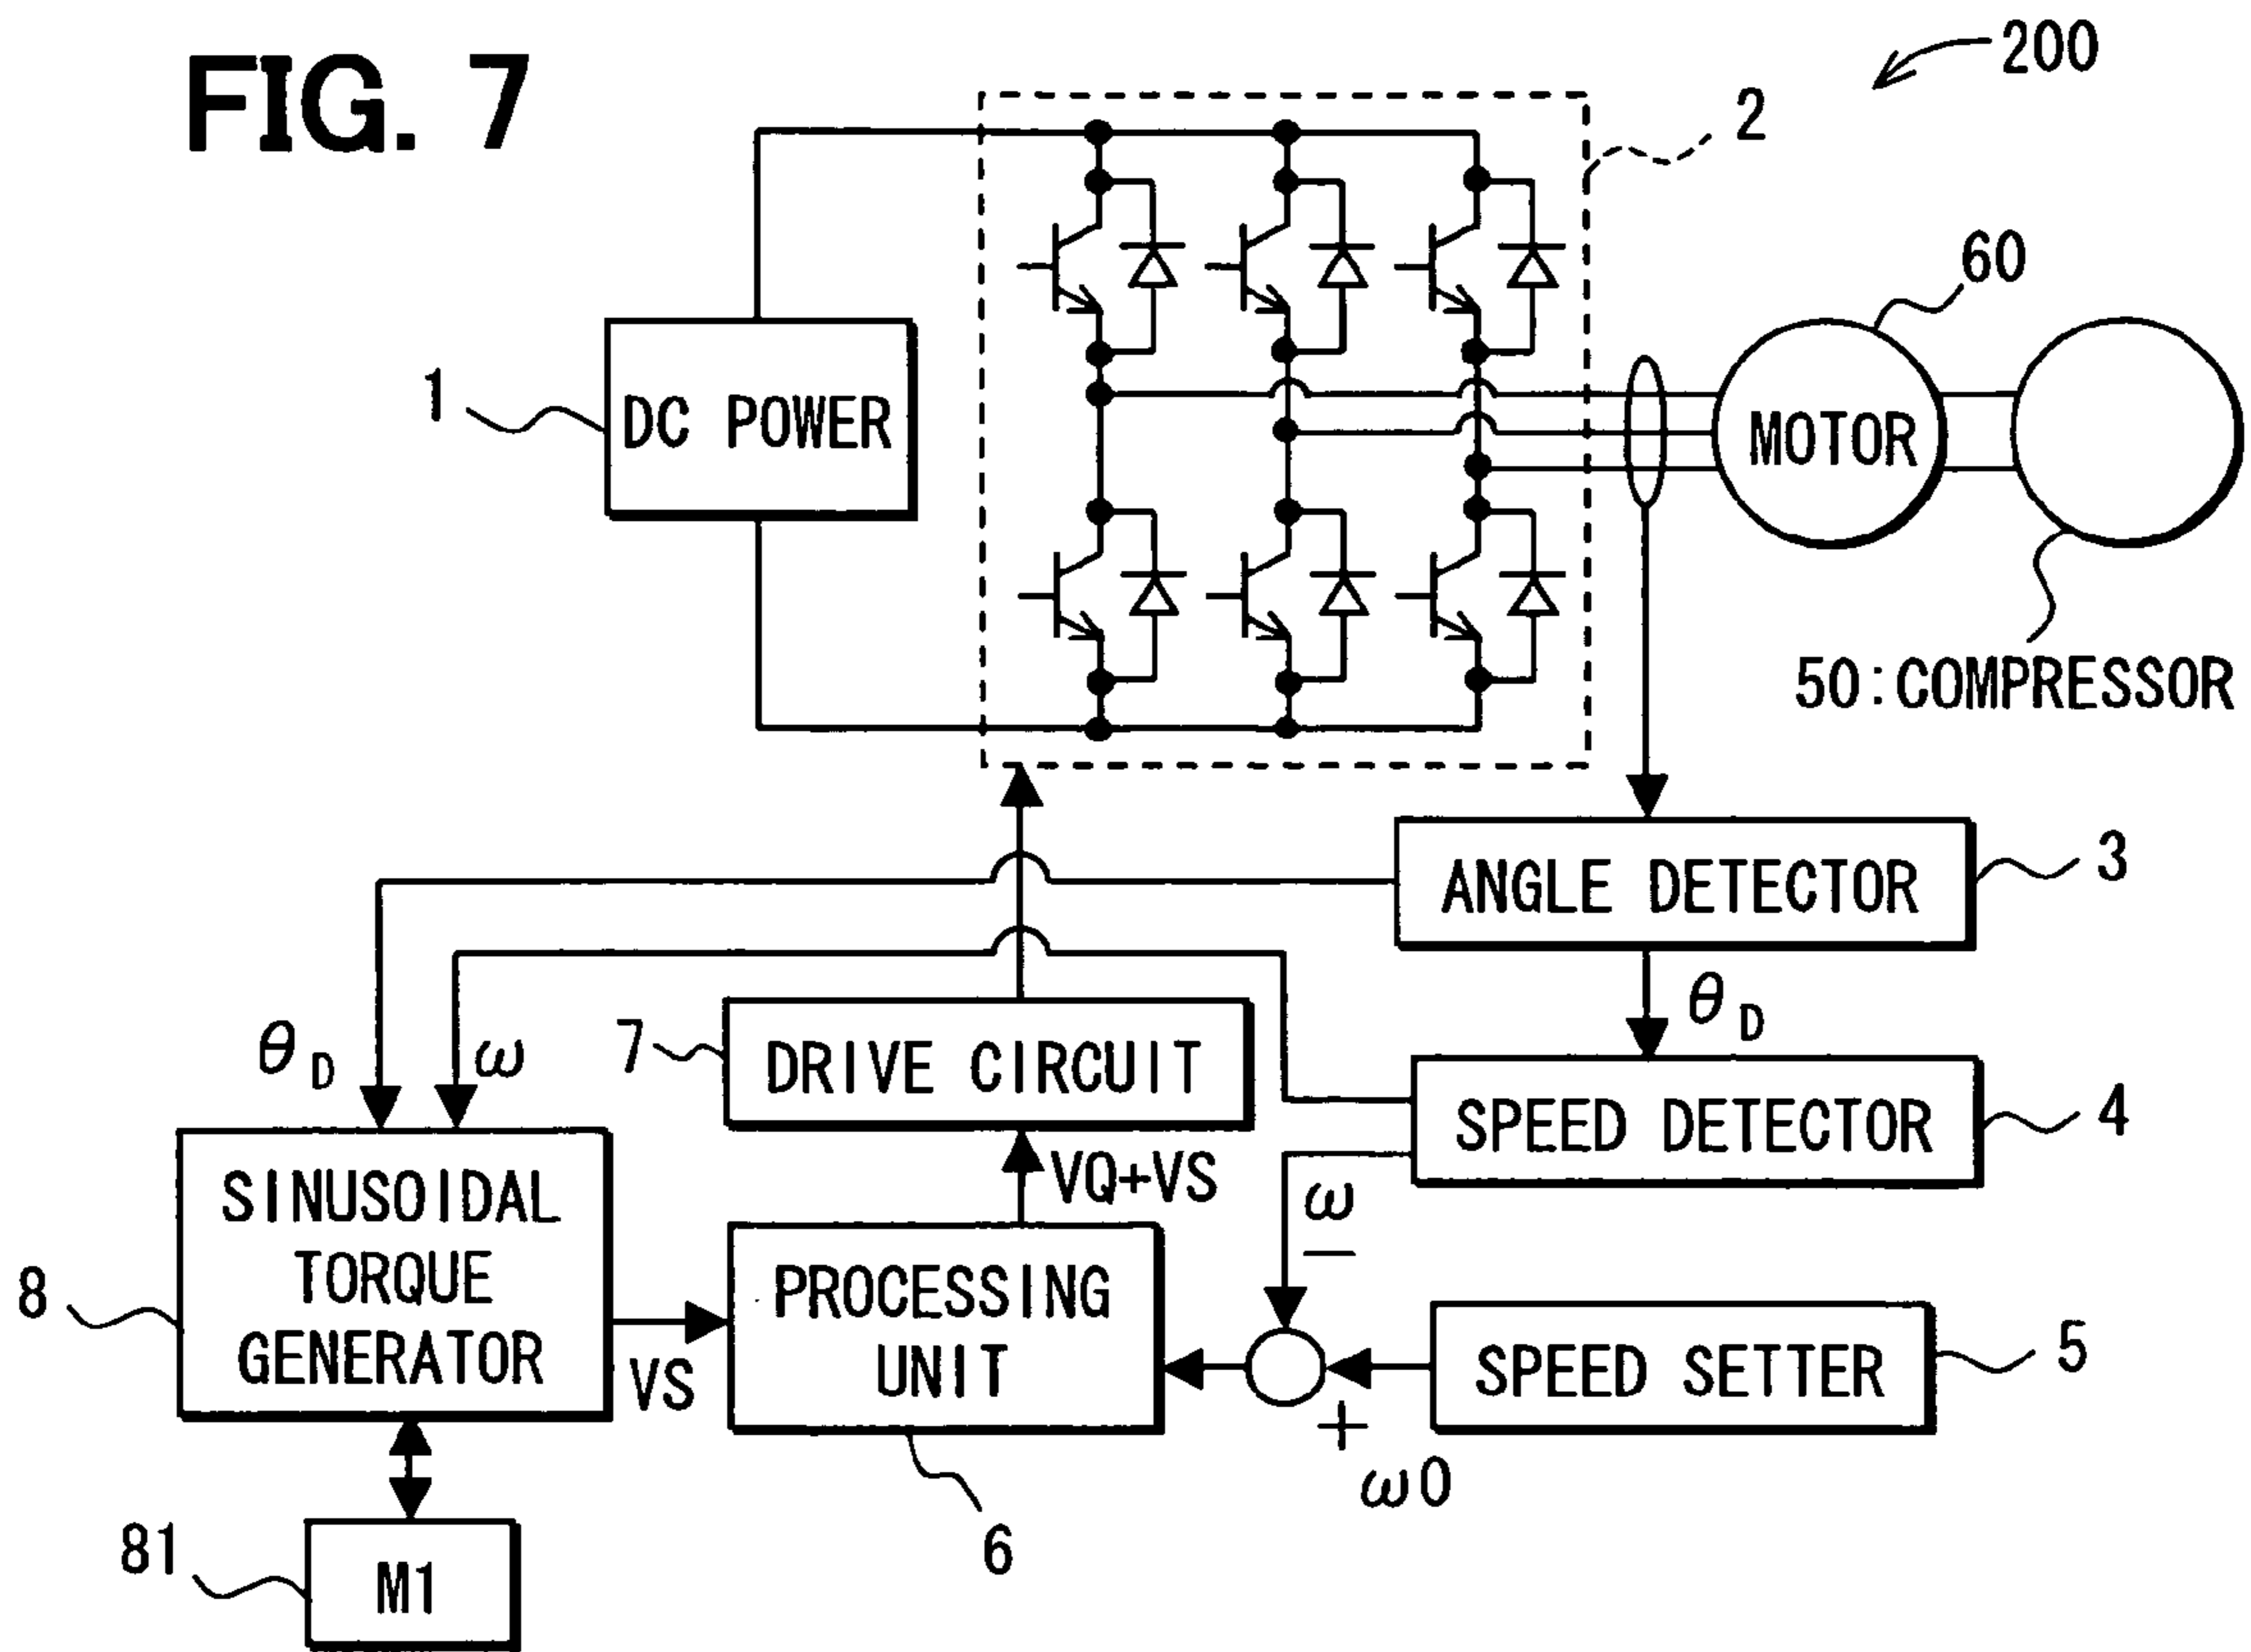 FIG. 7
200
2
60
1
DC POWER
MOTOR
50:COMPRESSOR
ANGLE DETECTOR
3
θD
θD
ω
7
DRIVE CIRCUIT
SPEED DETECTOR
4
VQ+VS
ω
−
SINUSOIDAL
TORQUE
GENERATOR
8
VS
PROCESSING
UNIT
SPEED SETTER
5
+
ω0
6
81
M1